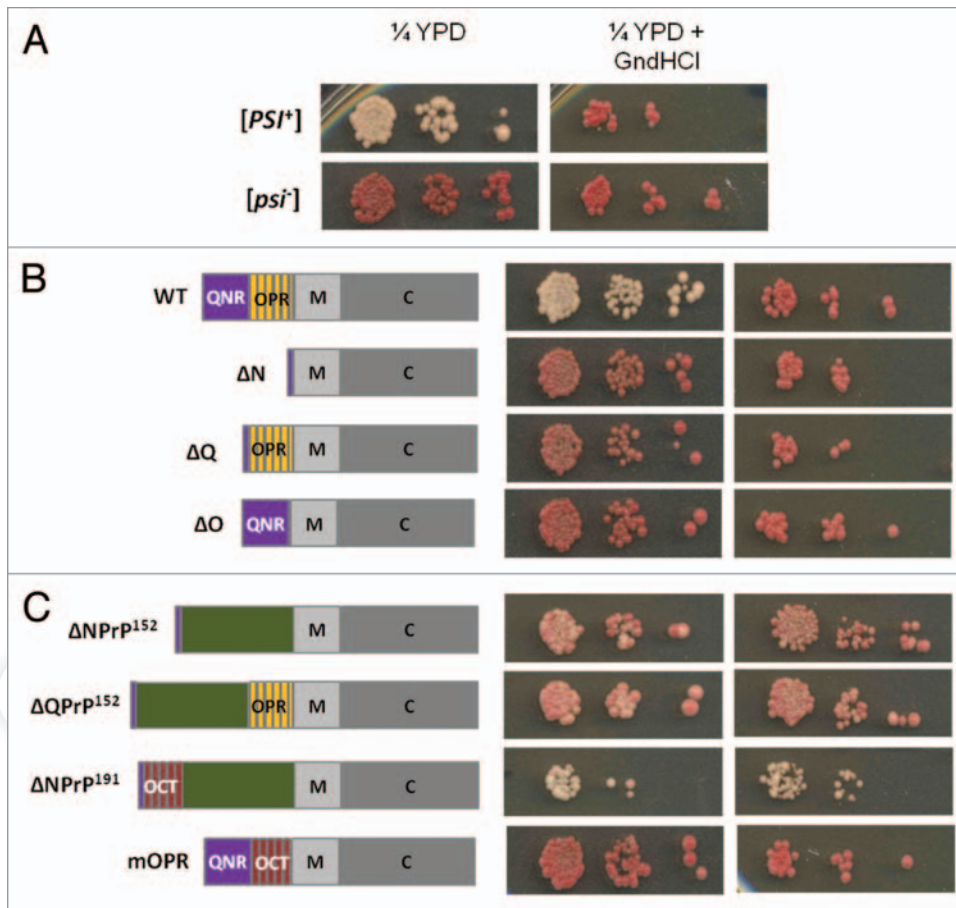 A
¼ YPD
¼ YPD +
GndHCl
[PSI⁺]
[psi⁻]
B
WT QNR OPR M C
ΔN M C
ΔQ OPR M C
ΔO QNR M C
C
ΔNPrP¹⁵² M C
ΔQPrP¹⁵² OPR M C
ΔNPrP¹⁹¹ OCT M C
mOPR QNR OCT M C